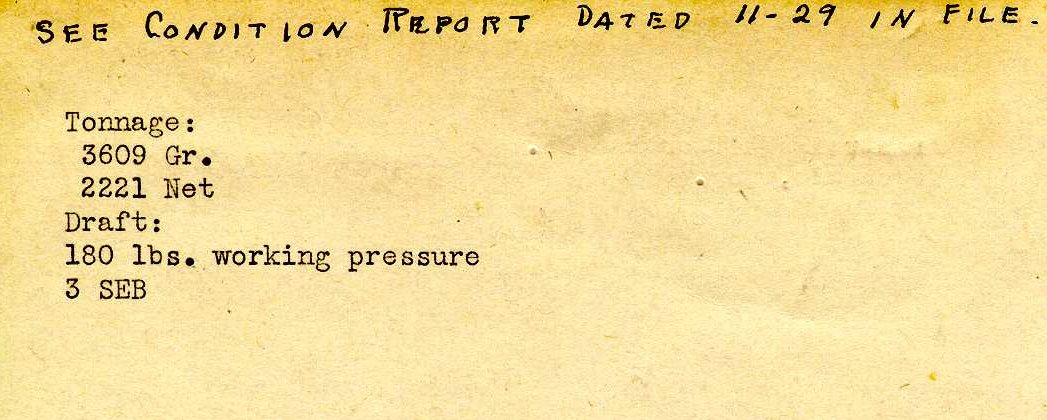 SEE CONDITION REPORT DATED 11-29 IN FILE.
Tonnage:
3609 Gr.
2221 Net
Draft:
180 lbs. working pressure
3 SEB